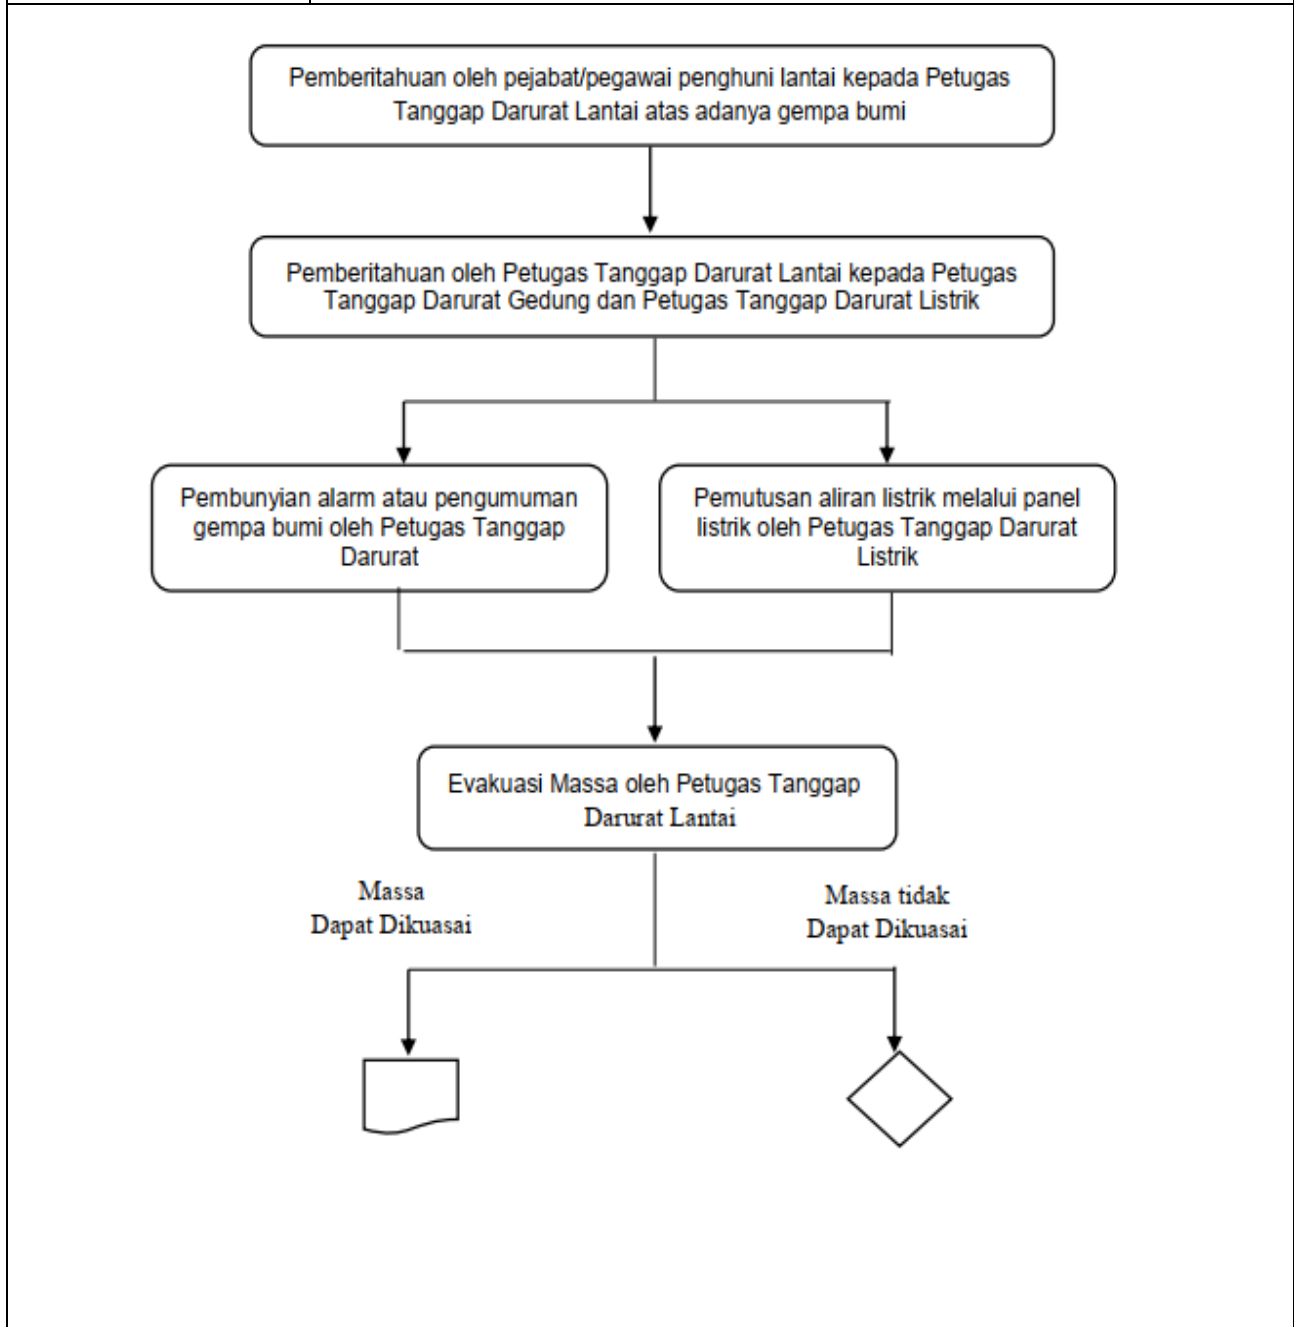 Pemberitahuan oleh pejabat/pegawai penghuni lantai kepada Petugas
Tanggap Darurat Lantai atas adanya gempa bumi
Pemberitahuan oleh Petugas Tanggap Darurat Lantai kepada Petugas
Tanggap Darurat Gedung dan Petugas Tanggap Darurat Listrik
Pembunyian alarm atau pengumuman
gempa bumi oleh Petugas Tanggap
Darurat
Pemutusan aliran listrik melalui panel
listrik oleh Petugas Tanggap Darurat
Listrik
Evakuasi Massa oleh Petugas Tanggap
Darurat Lantai
Massa
Dapat Dikuasai
Massa tidak
Dapat Dikuasai